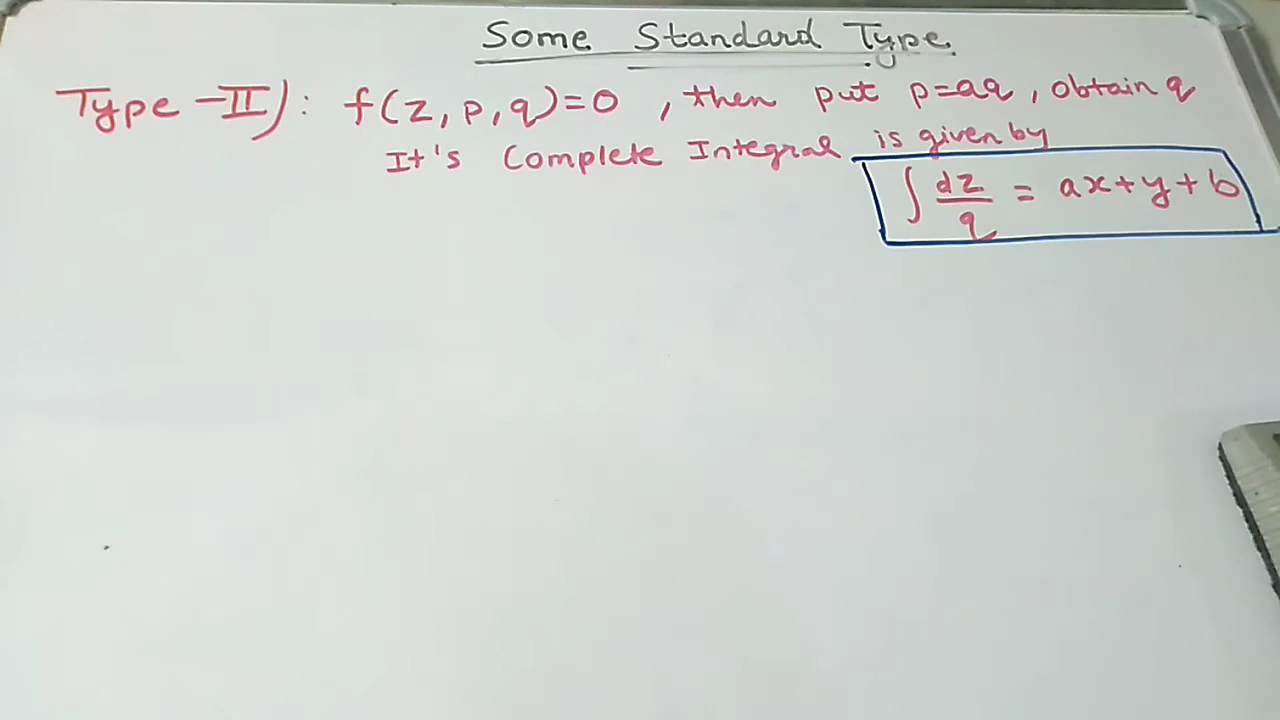 Some Standard Type.
Type-II): f(z, p, q)=0, then put p=aq, obtain q
It's Complete Integral is given by
∫ dz/q = ax+y+b